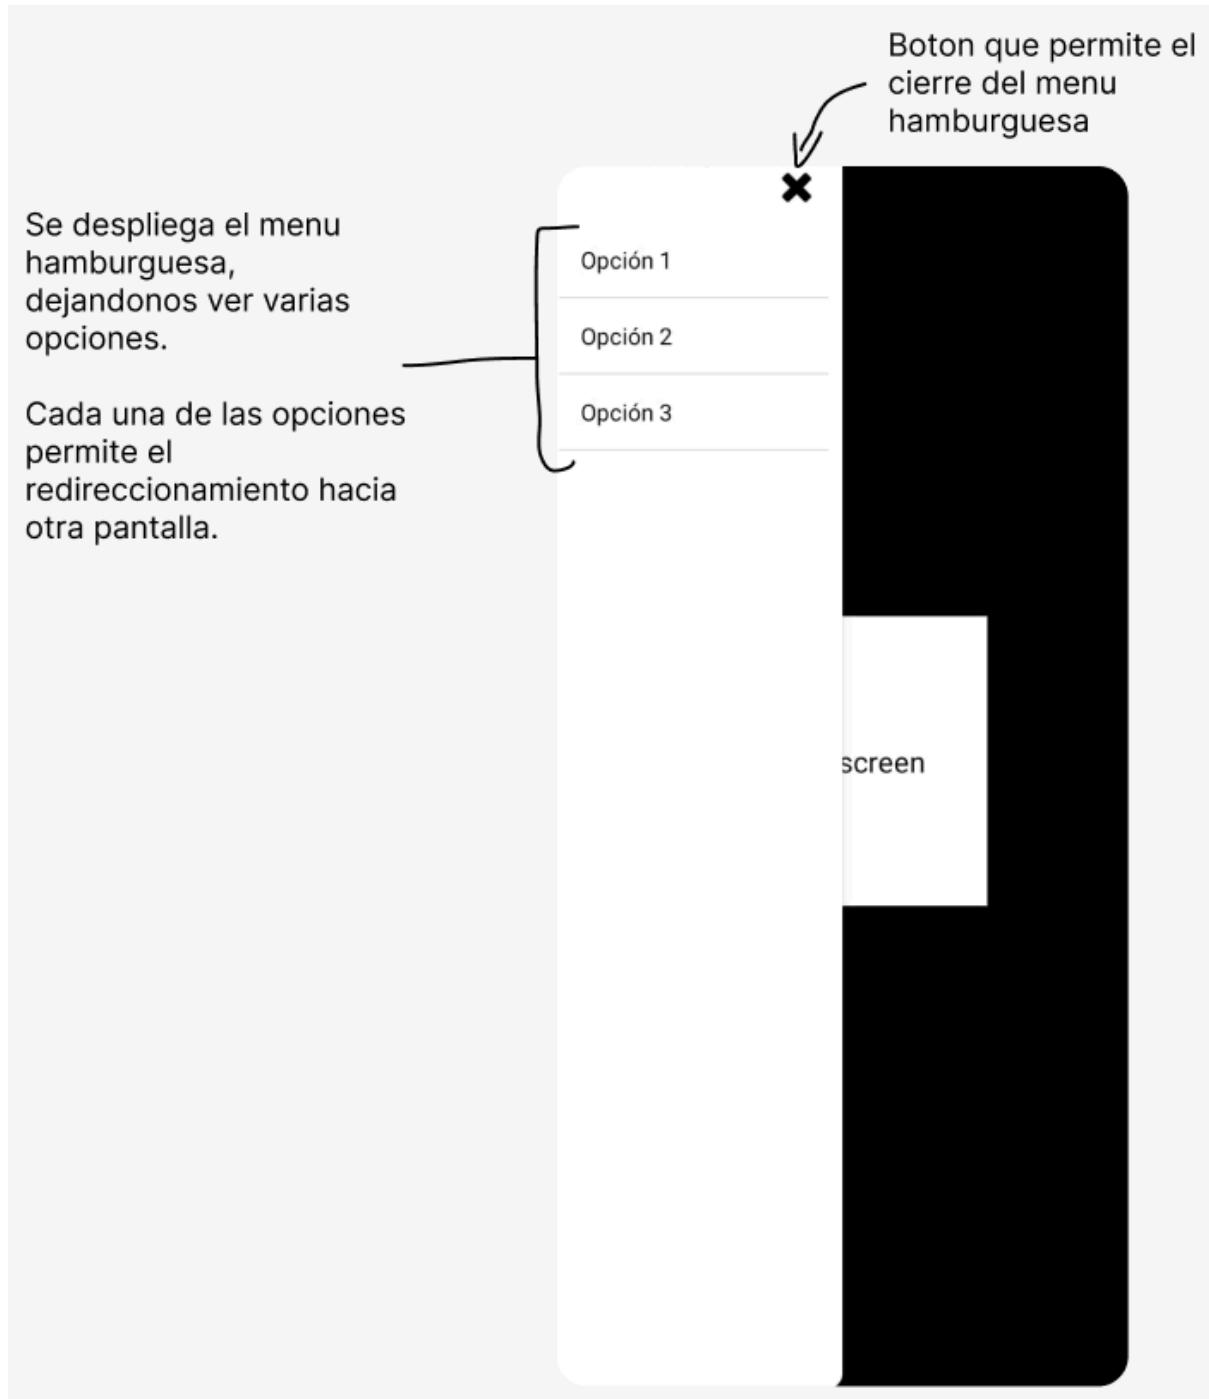 Boton que permite el
cierre del menu
hamburguesa
Se despliega el menu
hamburguesa,
dejandonos ver varias
opciones.
Cada una de las opciones
permite el
redireccionamiento hacia
otra pantalla.
Opción 1
Opción 2
Opción 3
screen